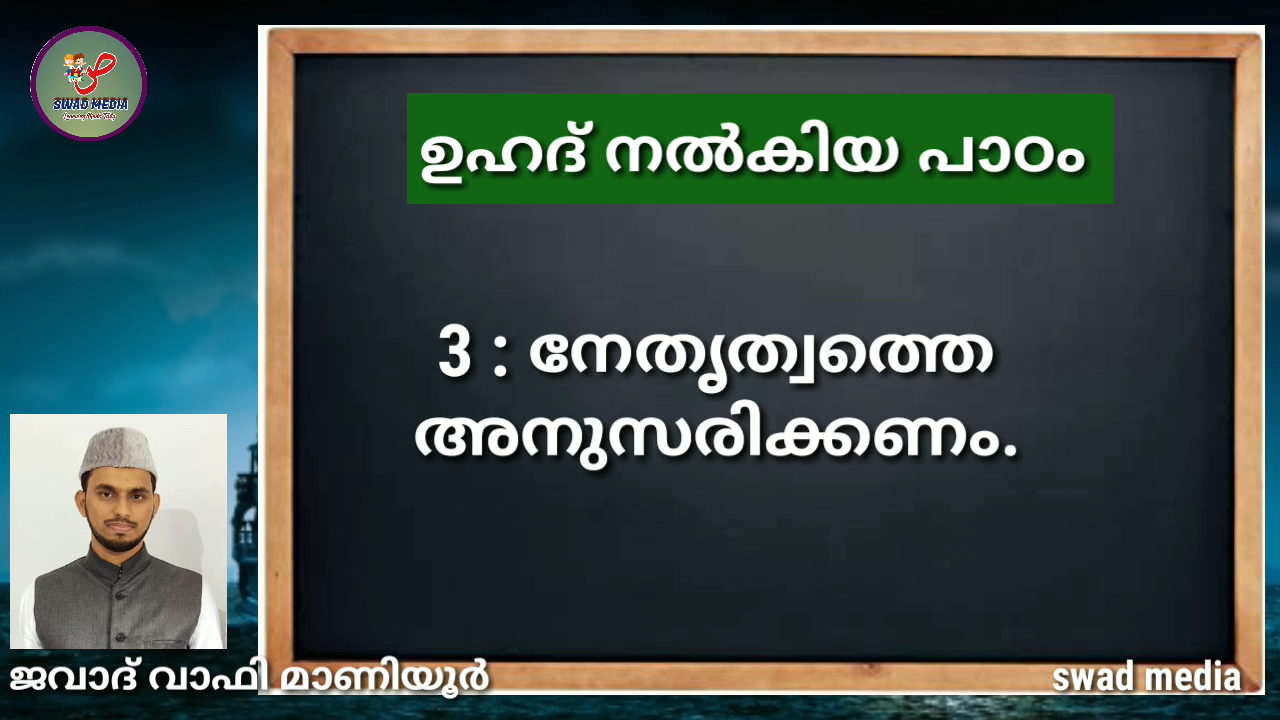 SWAD MEDIA
ഉഹദ് നൽകിയ പാഠം
3 : നേതൃത്വത്തെ
അനുസരിക്കണം.
ജവാദ് വാഫി മാണിയൂർ
swad media